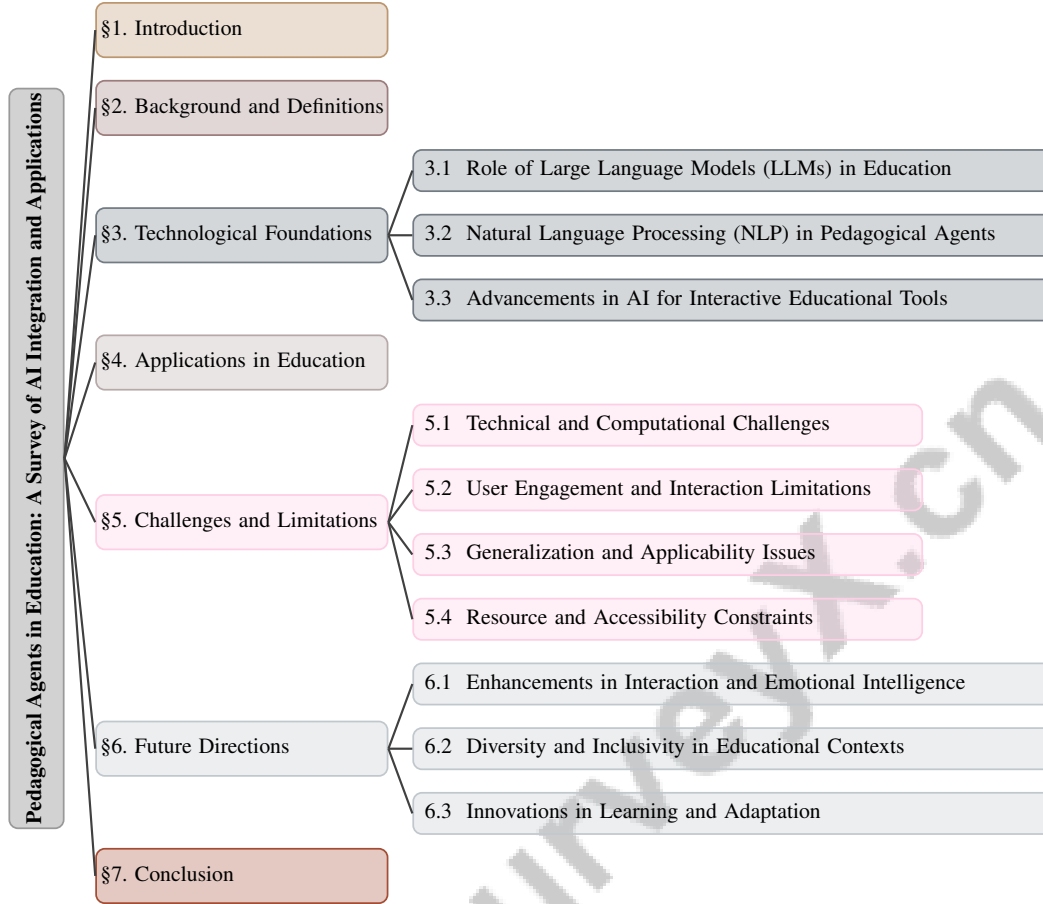 Pedagogical Agents in Education: A Survey of AI Integration and Applications
§1. Introduction
§2. Background and Definitions
§3. Technological Foundations
3.1 Role of Large Language Models (LLMs) in Education
3.2 Natural Language Processing (NLP) in Pedagogical Agents
3.3 Advancements in AI for Interactive Educational Tools
§4. Applications in Education
§5. Challenges and Limitations
5.1 Technical and Computational Challenges
5.2 User Engagement and Interaction Limitations
5.3 Generalization and Applicability Issues
5.4 Resource and Accessibility Constraints
§6. Future Directions
6.1 Enhancements in Interaction and Emotional Intelligence
6.2 Diversity and Inclusivity in Educational Contexts
6.3 Innovations in Learning and Adaptation
§7. Conclusion
urveyX.cn